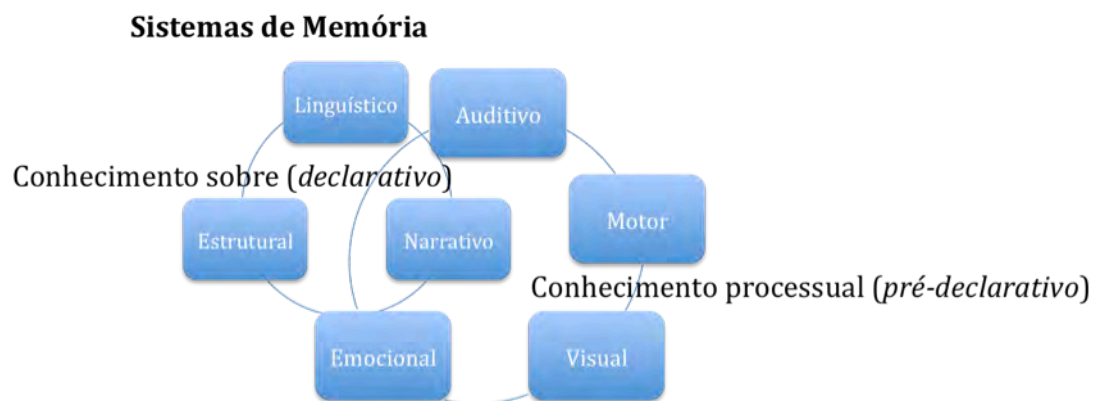 Sistemas de Memória
Linguístico
Auditivo
Conhecimento sobre (declarativo)
Estrutural
Narrativo
Motor
Conhecimento processual (pré-declarativo)
Emocional
Visual